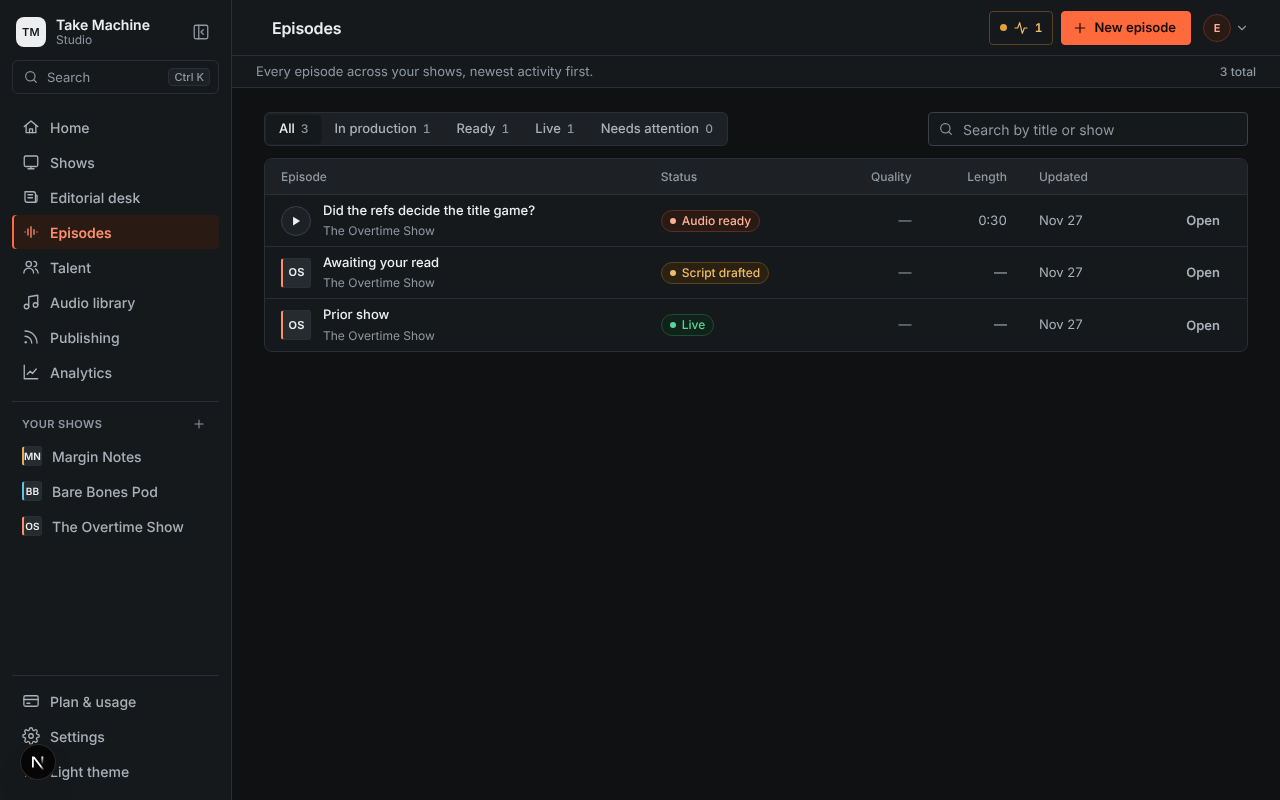 TM
Take Machine
Studio
Search
Ctrl K
Home
Shows
Editorial desk
Episodes
Talent
Audio library
Publishing
Analytics
YOUR SHOWS
MN Margin Notes
BB Bare Bones Pod
OS The Overtime Show
Plan & usage
Settings
N
Light theme
Episodes
1
New episode
E
Every episode across your shows, newest activity first.
3 total
All 3 In production 1 Ready 1 Live 1 Needs attention 0
Search by title or show
Episode Status Quality Length Updated
Did the refs decide the title game?
The Overtime Show
Audio ready — 0:30 Nov 27 Open
OS
Awaiting your read
The Overtime Show
Script drafted — — Nov 27 Open
OS
Prior show
The Overtime Show
Live — — Nov 27 Open